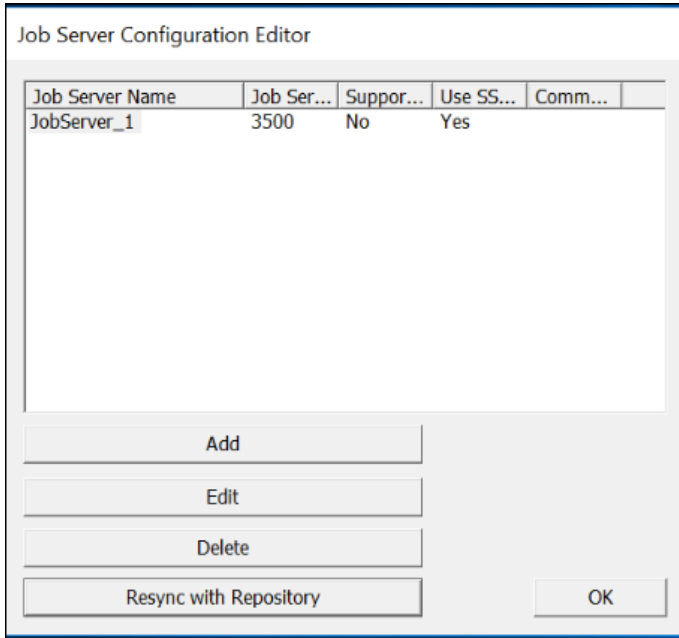 Job Server Configuration Editor
Job Server Name Job Ser... Suppor... Use SS... Comm...
JobServer_1 3500 No Yes
Add
Edit
Delete
Resync with Repository OK